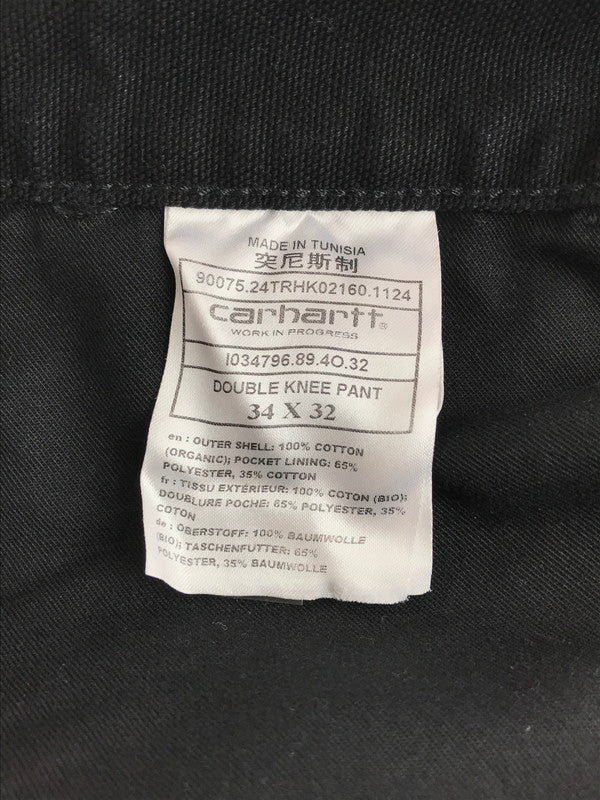 MADE IN TUNISIA
突尼斯制
90075.24TRHK02160.1124
carhartt®
WORK IN PROGRESS
I034796.89.4O.32
DOUBLE KNEE PANT
34 X 32
en : OUTER SHELL: 100% COTTON
(ORGANIC); POCKET LINING: 65%
POLYESTER, 35% COTTON
fr : TISSU EXTÉRIEUR: 100% COTON (BIO);
DOUBLURE POCHE: 65% POLYESTER, 35%
COTON
de : OBERSTOFF: 100% BAUMWOLLE
(BIO); TASCHENFUTTER: 65%
POLYESTER, 35% BAUMWOLLE